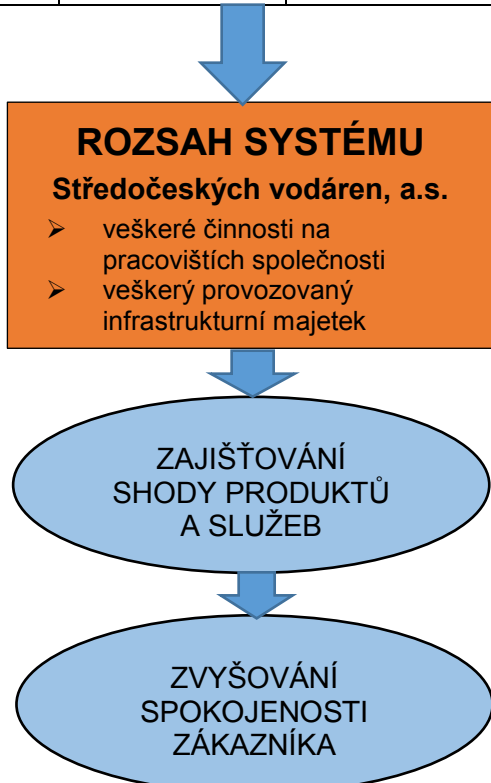 ROZSAH SYSTÉMU
Středočeských vodáren, a.s.
➢ veškeré činnosti na
pracovištích společnosti
➢ veškerý provozovaný
infrastrukturní majetek
ZAJIŠŤOVÁNÍ
SHODY PRODUKTŮ
A SLUŽEB
ZVYŠOVÁNÍ
SPOKOJENOSTI
ZÁKAZNÍKA